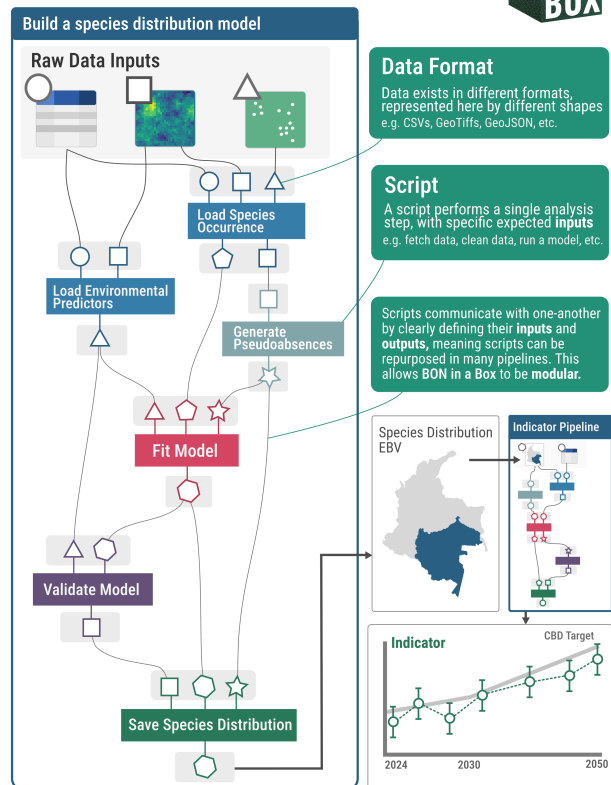 BOX
Build a species distribution model
Raw Data Inputs
Data Format
Data exists in different formats,
represented here by different shapes
e.g. CSVs, GeoTiffs, GeoJSON, etc.
Load Species
Occurrence
Script
A script performs a single analysis
step, with specific expected inputs
e.g. fetch data, clean data, run a model, etc.
Load Environmental
Predictors
Generate
Pseudoabsences
Scripts communicate with one-another
by clearly defining their inputs and
outputs, meaning scripts can be
repurposed in many pipelines. This
allows BON in a Box to be modular.
Fit Model
Species Distribution
EBV
Indicator Pipeline
Validate Model
Save Species Distribution
Indicator
CBD Target
2024
2030
2050